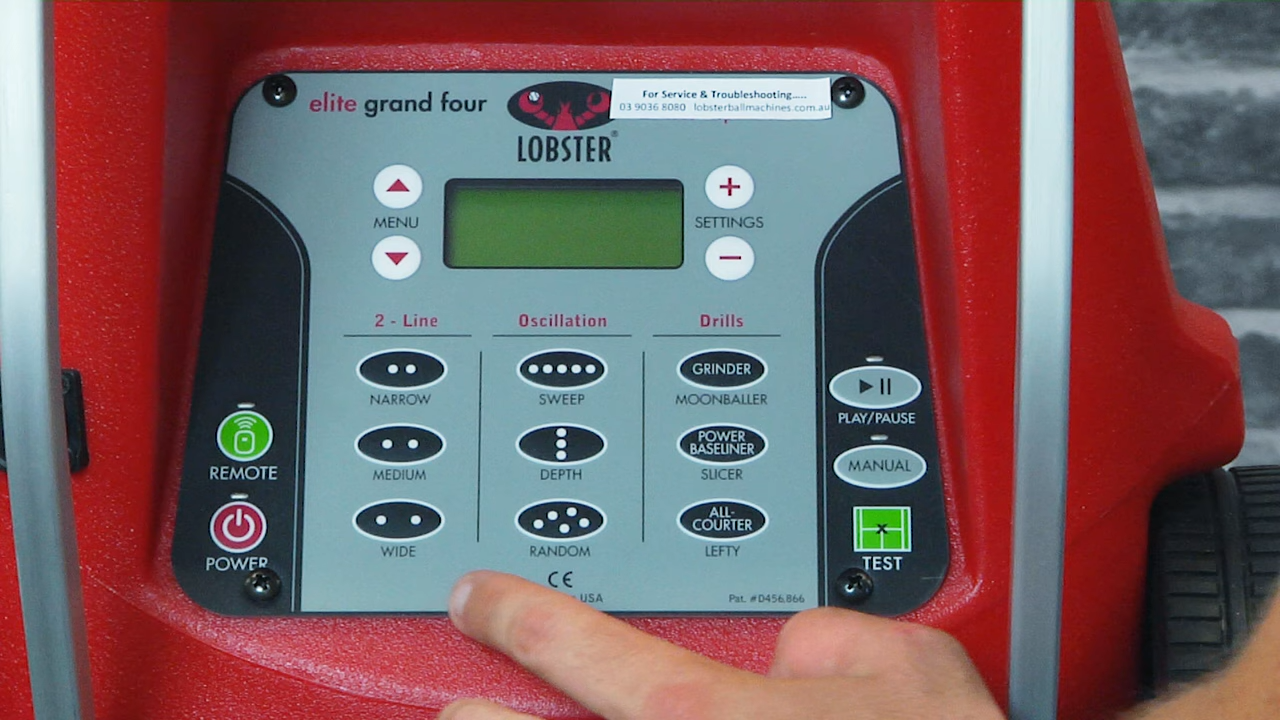 elite grand four
For Service & Troubleshooting.....
03 9036 8080 lobsterballmachines.com.au
LOBSTER®
MENU
SETTINGS
2 - Line
Oscillation
Drills
GRINDER
NARROW
SWEEP
MOONBALLER
PLAY/PAUSE
POWER
BASELINER
REMOTE
MEDIUM
DEPTH
SLICER
MANUAL
ALL-
COURTER
WIDE
RANDOM
LEFTY
POWER
TEST
CE
USA
Pat. #D456,866